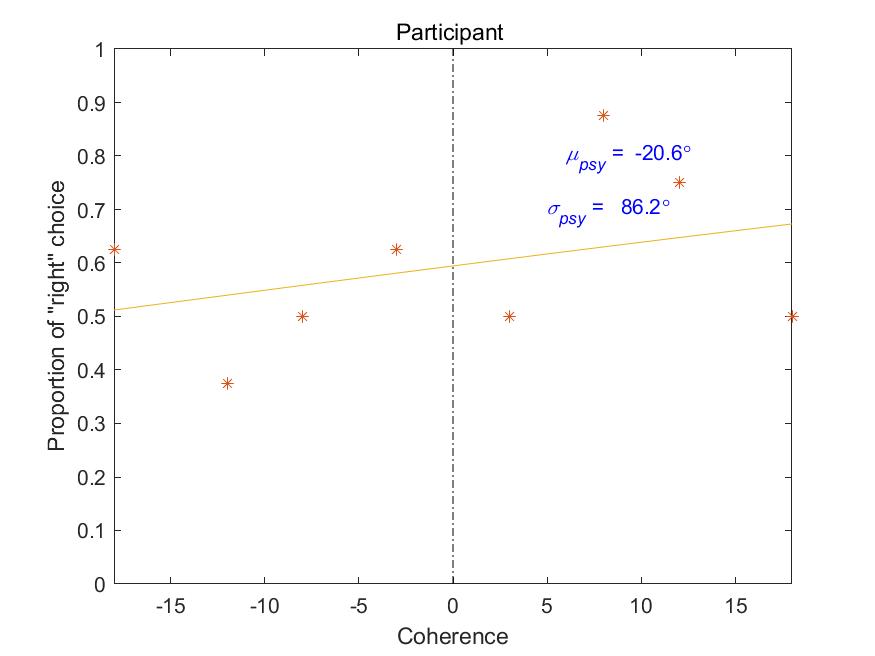 Participant
1
0.9
0.8
0.7
0.6
0.5
0.4
0.3
0.2
0.1
0
μpsy = -20.6°
σpsy = 86.2°
Proportion of "right" choice
-15 -10 -5 0 5 10 15
Coherence